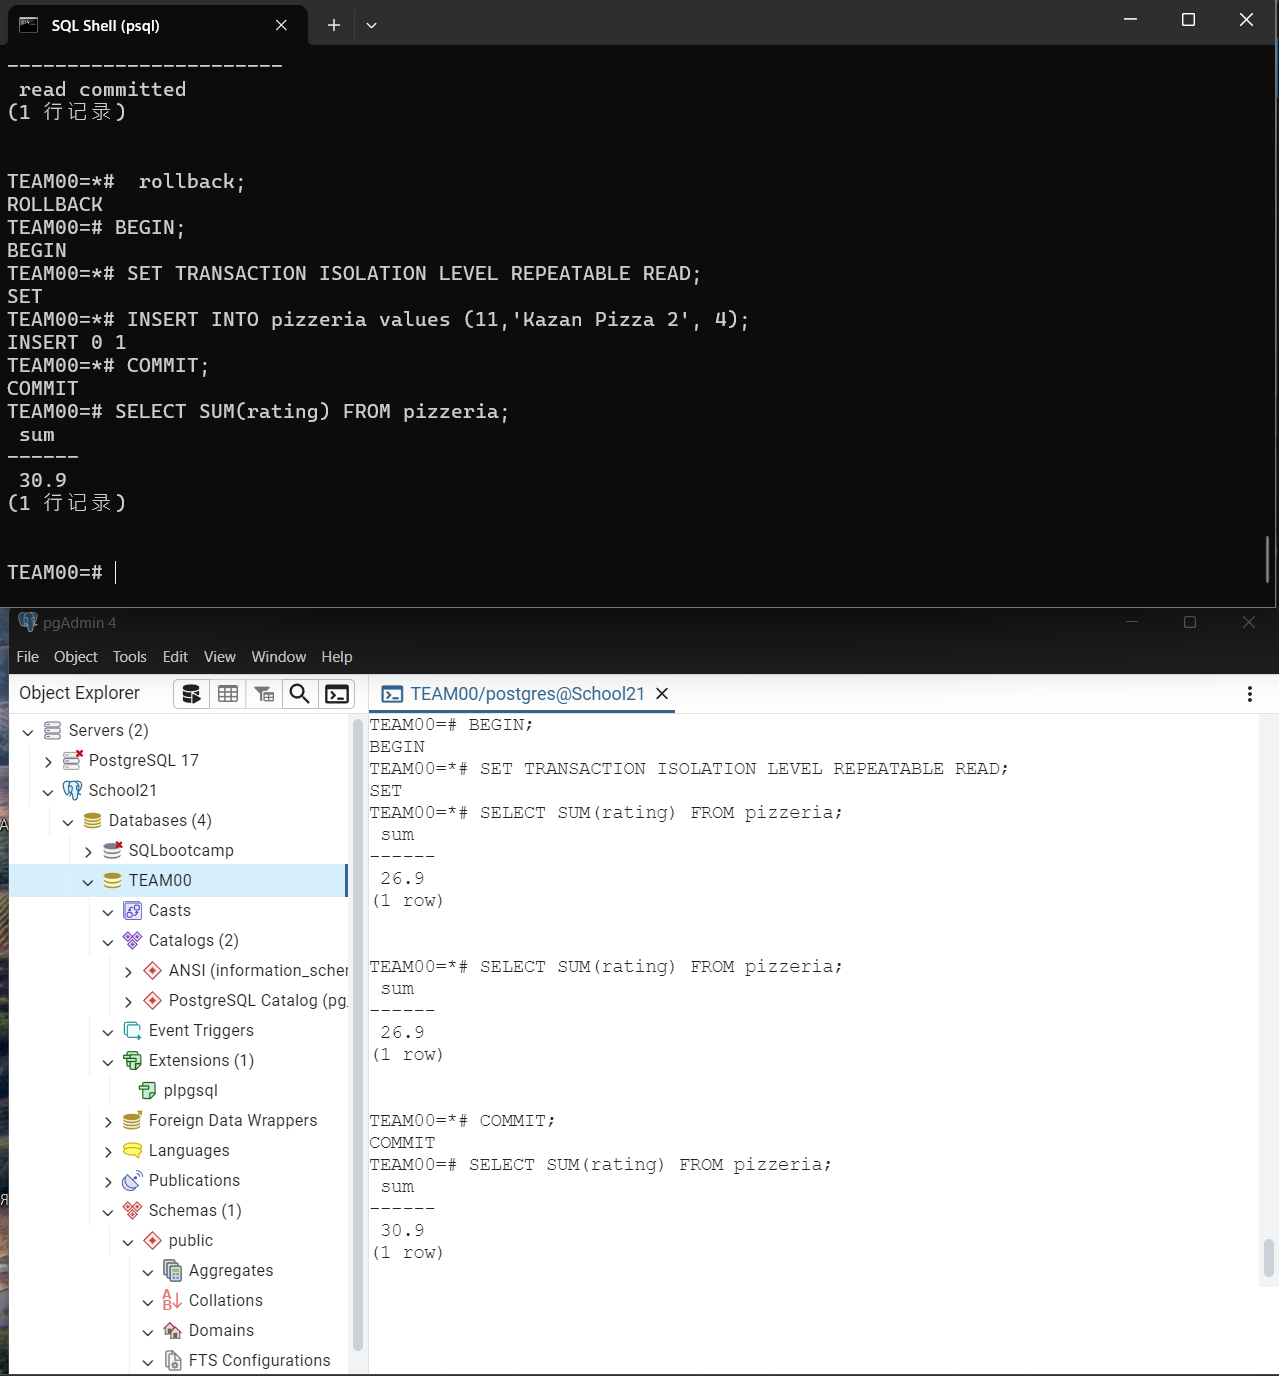 SQL Shell (psql)
-----------------------
read committed
(1 行记录)
TEAM00=*#  rollback;
ROLLBACK
TEAM00=# BEGIN;
BEGIN
TEAM00=*# SET TRANSACTION ISOLATION LEVEL REPEATABLE READ;
SET
TEAM00=*# INSERT INTO pizzeria values (11,'Kazan Pizza 2', 4);
INSERT 0 1
TEAM00=*# COMMIT;
COMMIT
TEAM00=# SELECT SUM(rating) FROM pizzeria;
sum
------
30.9
(1 行记录)
TEAM00=#
pgAdmin 4
File Object Tools Edit View Window Help
Object Explorer
Servers (2)
PostgreSQL 17
School21
Databases (4)
SQLbootcamp
TEAM00
Casts
Catalogs (2)
ANSI (information_scher
PostgreSQL Catalog (pg_
Event Triggers
Extensions (1)
plpgsql
Foreign Data Wrappers
Languages
Publications
Schemas (1)
public
Aggregates
Collations
Domains
FTS Configurations
TEAM00/postgres@School21
TEAM00=# BEGIN;
BEGIN
TEAM00=*# SET TRANSACTION ISOLATION LEVEL REPEATABLE READ;
SET
TEAM00=*# SELECT SUM(rating) FROM pizzeria;
sum
------
26.9
(1 row)
TEAM00=*# SELECT SUM(rating) FROM pizzeria;
sum
------
26.9
(1 row)
TEAM00=*# COMMIT;
COMMIT
TEAM00=# SELECT SUM(rating) FROM pizzeria;
sum
------
30.9
(1 row)